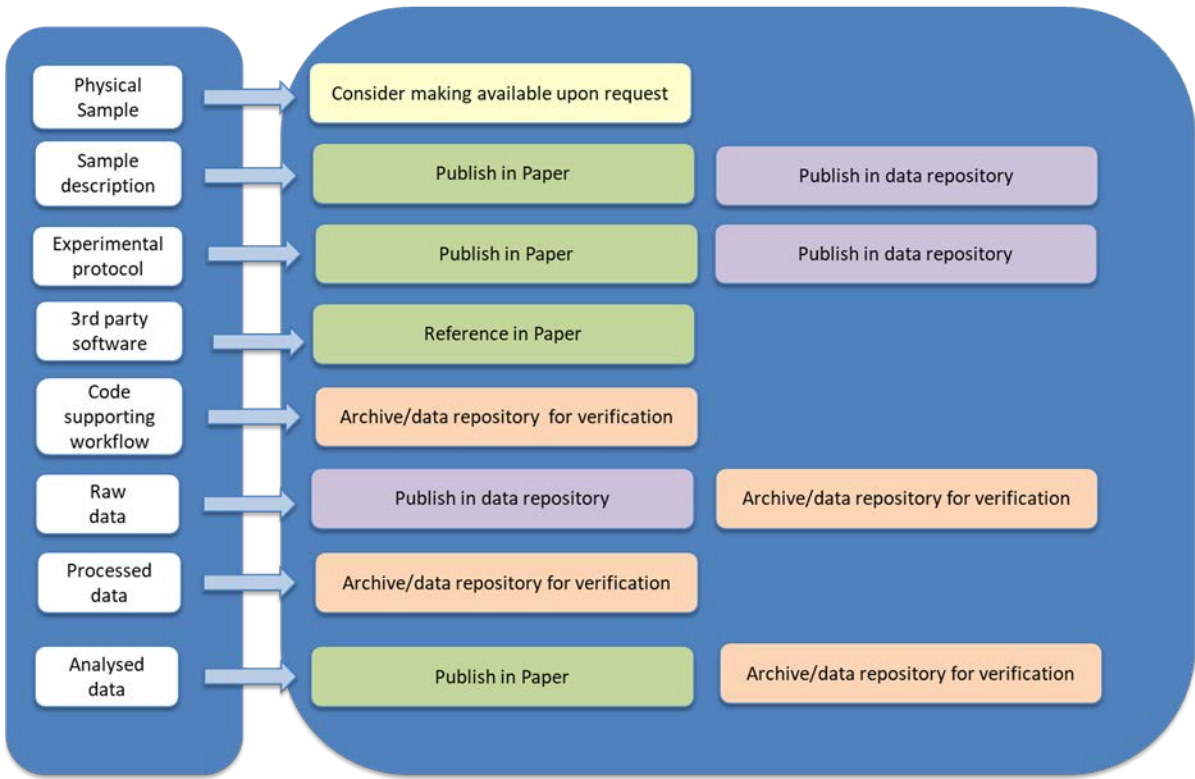 Physical
Sample
Consider making available upon request
Sample
description
Publish in Paper
Publish in data repository
Experimental
protocol
Publish in Paper
Publish in data repository
3rd party
software
Reference in Paper
Code
supporting
workflow
Archive/data repository  for verification
Raw
data
Publish in data repository
Archive/data repository for verification
Processed
data
Archive/data repository for verification
Analysed
data
Publish in Paper
Archive/data repository for verification